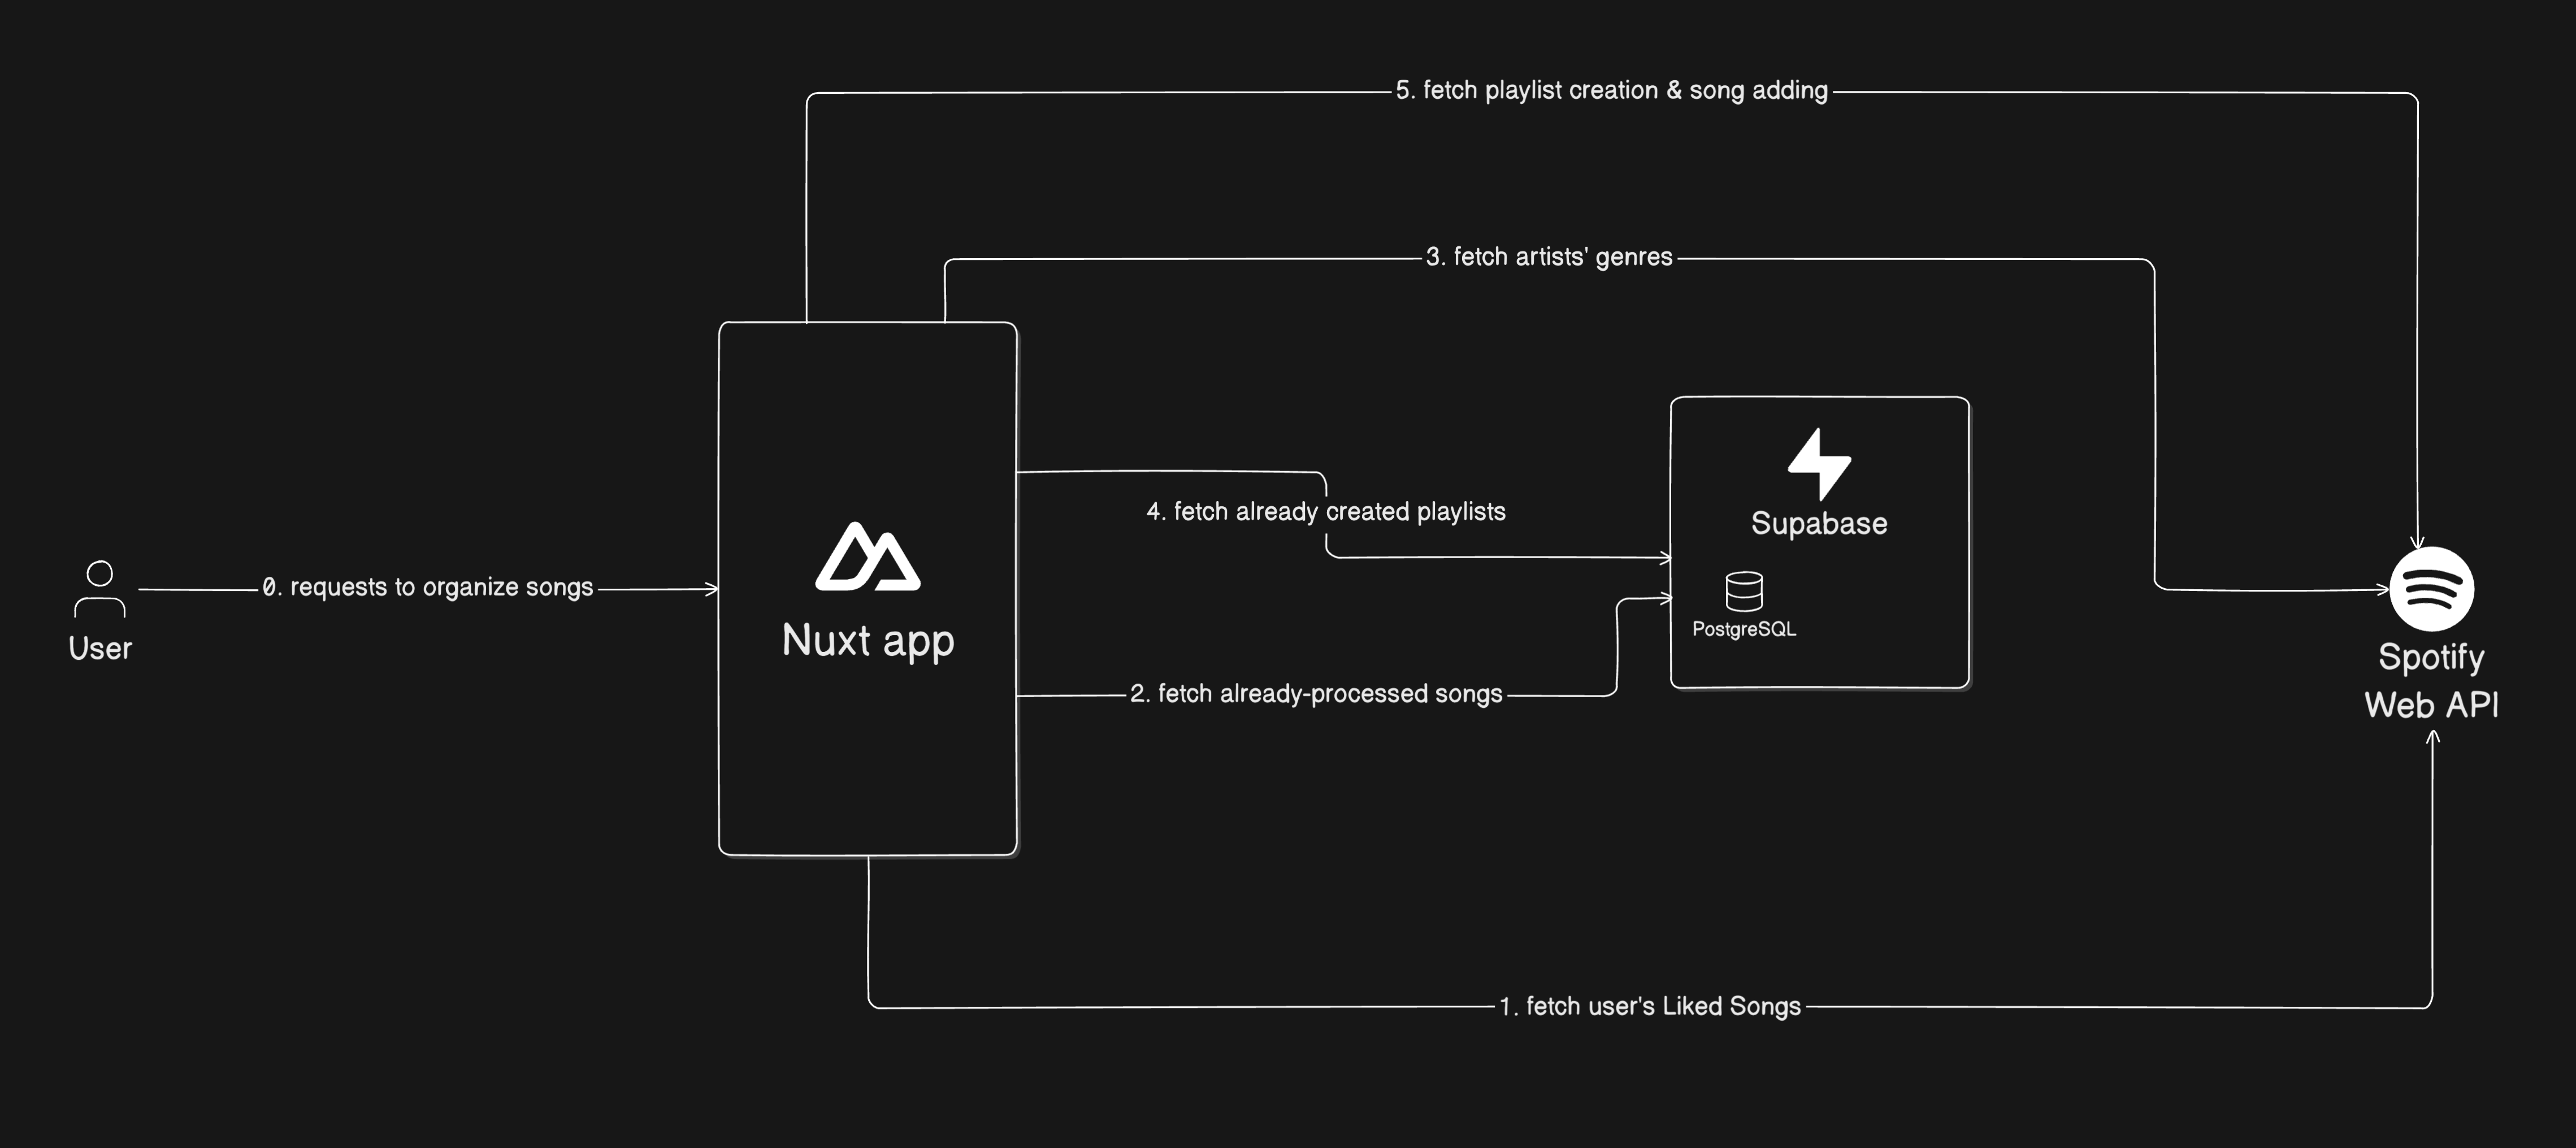 5. fetch playlist creation & song adding
3. fetch artists' genres
4. fetch already created playlists
Supabase
0. requests to organize songs
Nuxt app
PostgreSQL
User
Spotify
Web API
2. fetch already-processed songs
1. fetch user's Liked Songs